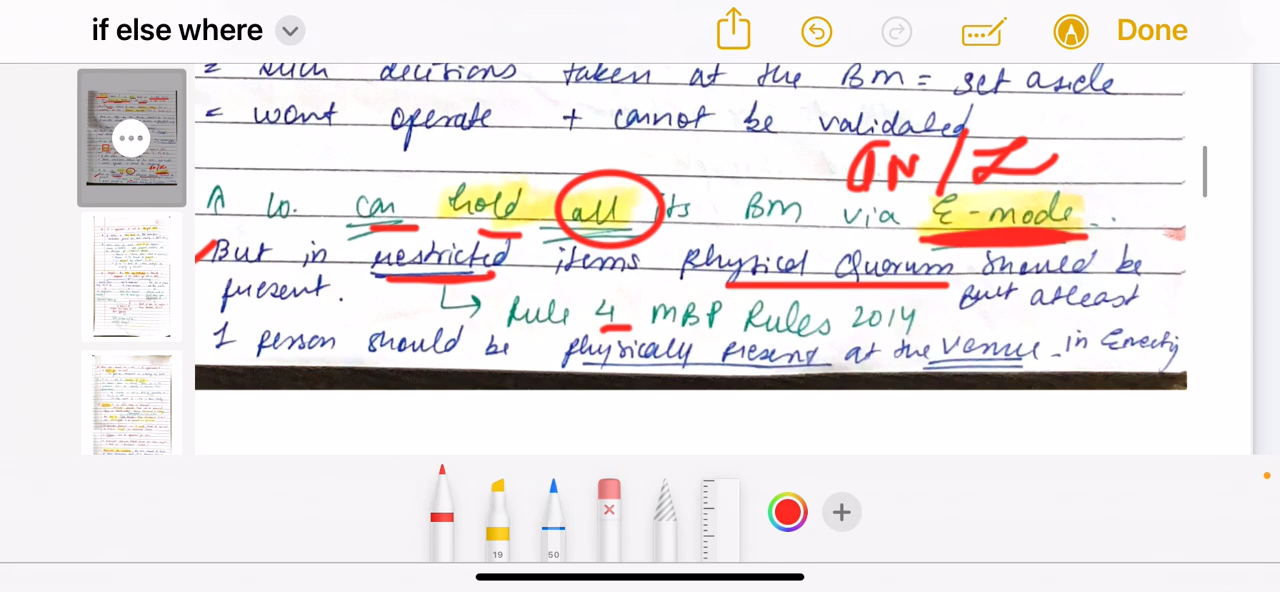 if else where
Done
= such decisions taken at the BM = set aside
= wont operate + cannot be validated
A Co. can hold all its BM via E-mode.
But in restricted items physical Quorum should be
present.
But atleast
↳ Rule 4 MBP Rules 2014
1 person should be physically present at the venue in
19
50